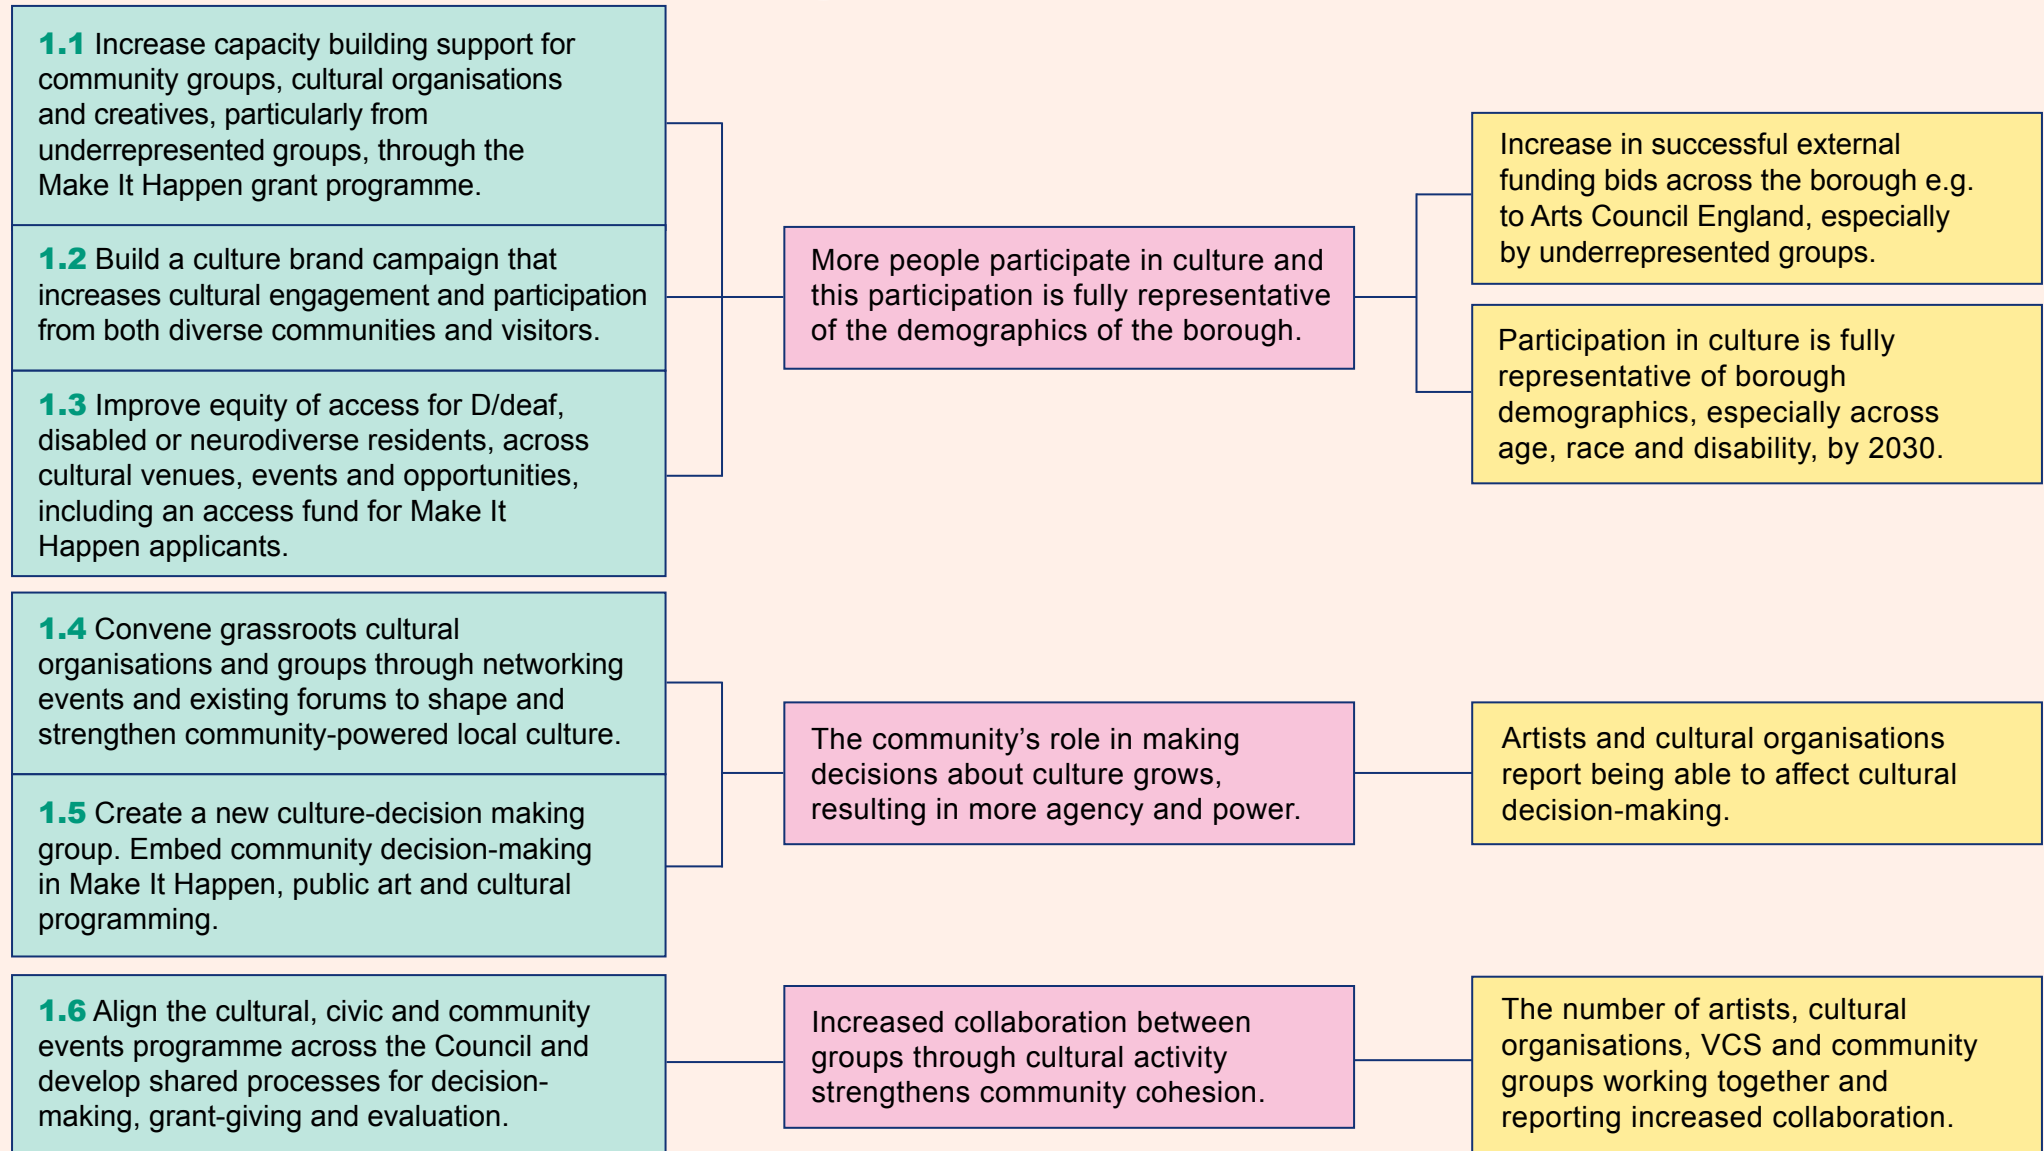 1.1 Increase capacity building support for
community groups, cultural organisations
and creatives, particularly from
underrepresented groups, through the
Make It Happen grant programme.
1.2 Build a culture brand campaign that
increases cultural engagement and participation
from both diverse communities and visitors.
1.3 Improve equity of access for D/deaf,
disabled or neurodiverse residents, across
cultural venues, events and opportunities,
including an access fund for Make It
Happen applicants.
More people participate in culture and
this participation is fully representative
of the demographics of the borough.
Increase in successful external
funding bids across the borough e.g.
to Arts Council England, especially
by underrepresented groups.
Participation in culture is fully
representative of borough
demographics, especially across
age, race and disability, by 2030.
1.4 Convene grassroots cultural
organisations and groups through networking
events and existing forums to shape and
strengthen community-powered local culture.
1.5 Create a new culture-decision making
group. Embed community decision-making
in Make It Happen, public art and cultural
programming.
The community’s role in making
decisions about culture grows,
resulting in more agency and power.
Artists and cultural organisations
report being able to affect cultural
decision-making.
1.6 Align the cultural, civic and community
events programme across the Council and
develop shared processes for decision-
making, grant-giving and evaluation.
Increased collaboration between
groups through cultural activity
strengthens community cohesion.
The number of artists, cultural
organisations, VCS and community
groups working together and
reporting increased collaboration.